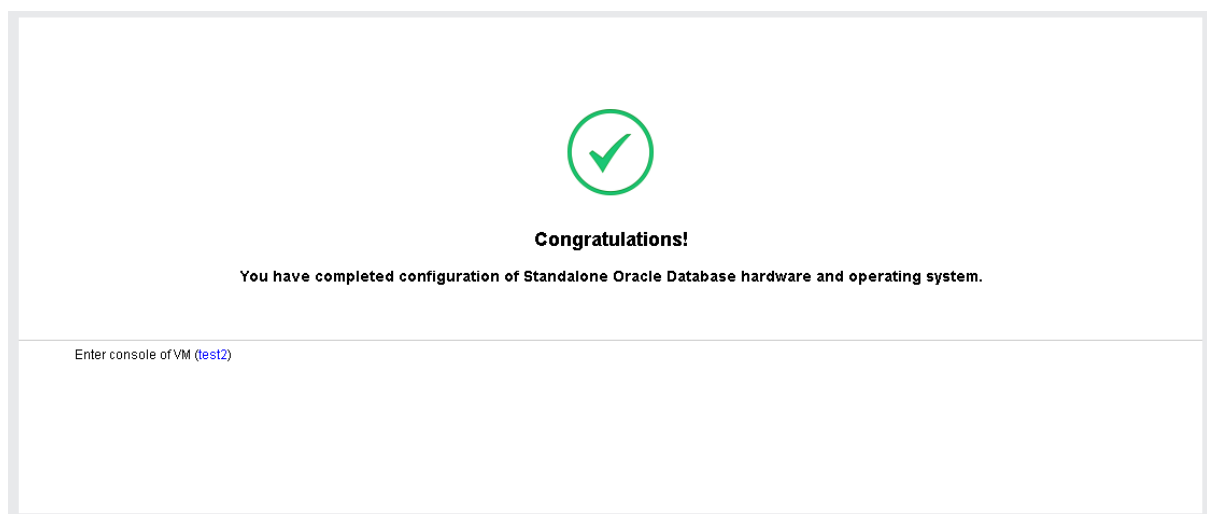 Congratulations!
You have completed configuration of Standalone Oracle Database hardware and operating system.
Enter console of VM (test2)